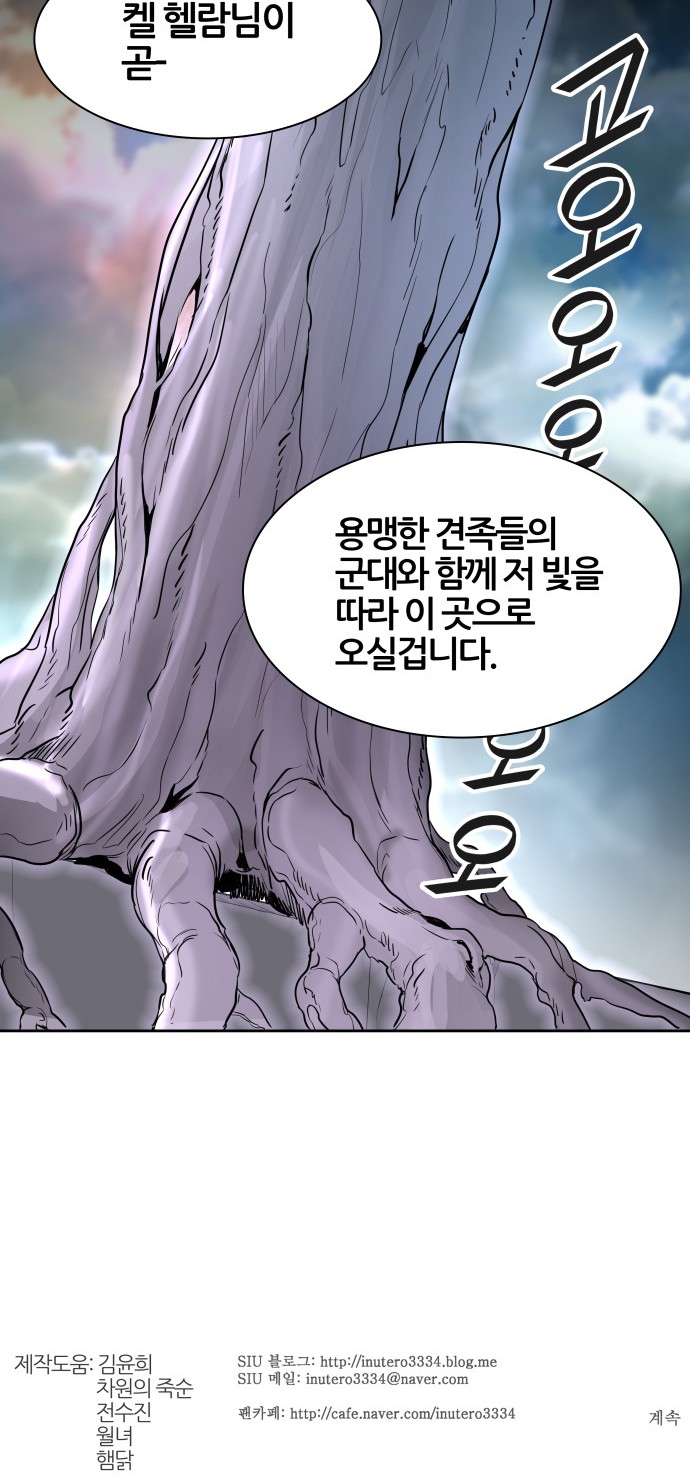 켈 헬람님이
곧-
고오오오
용맹한 견족들의
군대와 함께 저 빛을
따라 이 곳으로
오실겁니다.
오오
제작도움: 김윤희
차원의 죽순
전수진
월녀
햄닭
SIU 블로그: http://inutero3334.blog.me
SIU 메일: inutero3334@naver.com
팬카페: http://cafe.naver.com/inutero3334
계속